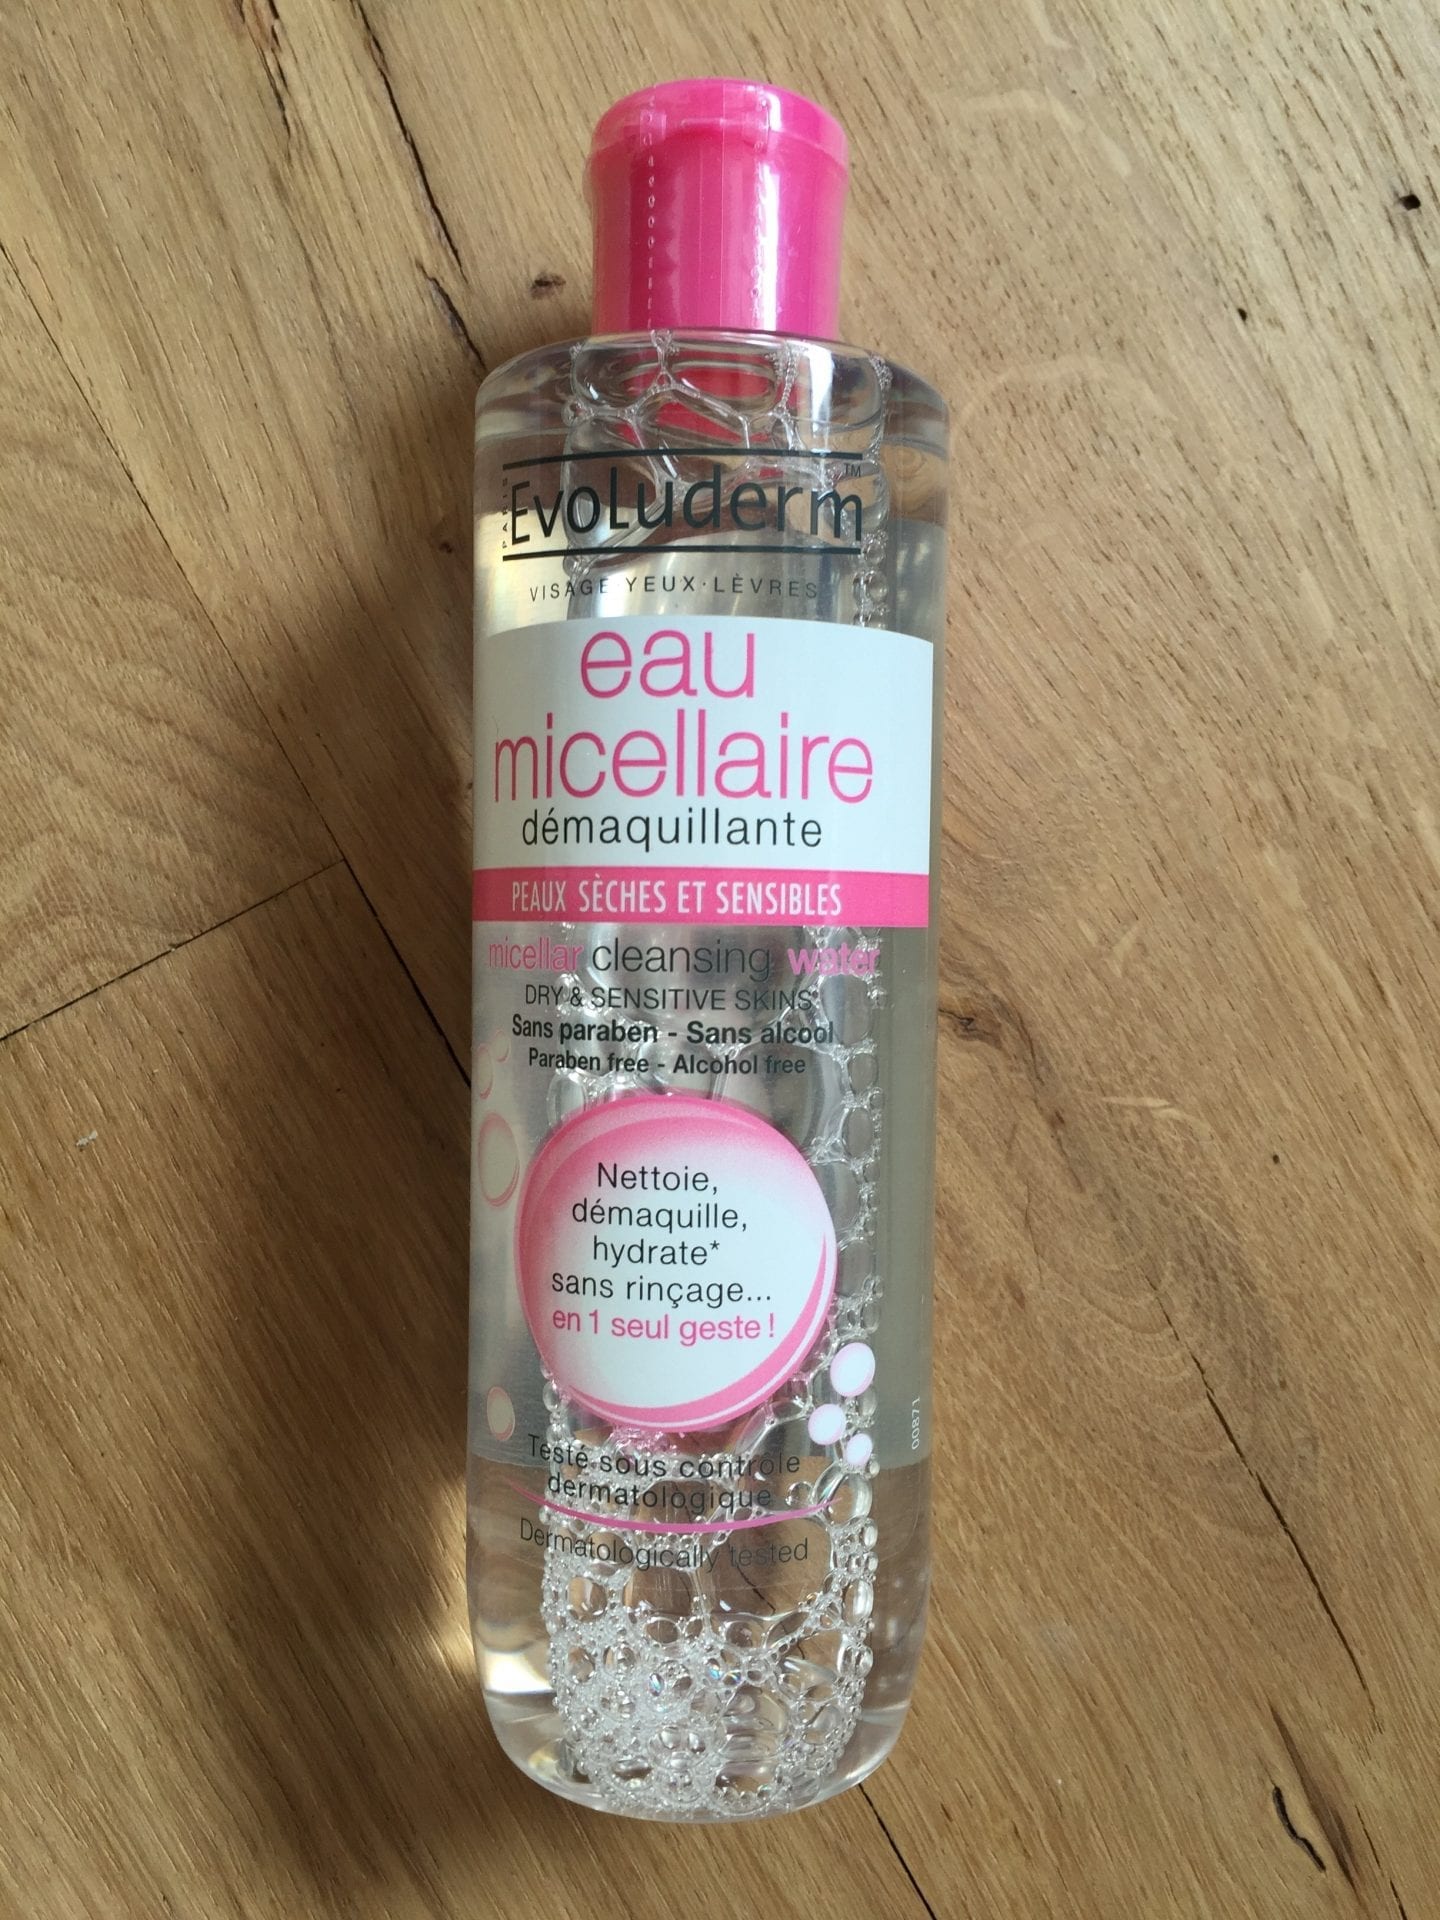 PARIS
Evoluderm™
VISAGE·YEUX·LÈVRES
eau
micellaire
démaquillante
PEAUX SÈCHES ET SENSIBLES
micellar cleansing water
DRY & SENSITIVE SKINS
Sans paraben - Sans alcool
Paraben free - Alcohol free
Nettoie,
démaquille,
hydrate*
sans rinçage...
en 1 seul geste !
00871
Testé sous contrôle
dermatologique
Dermatologically tested